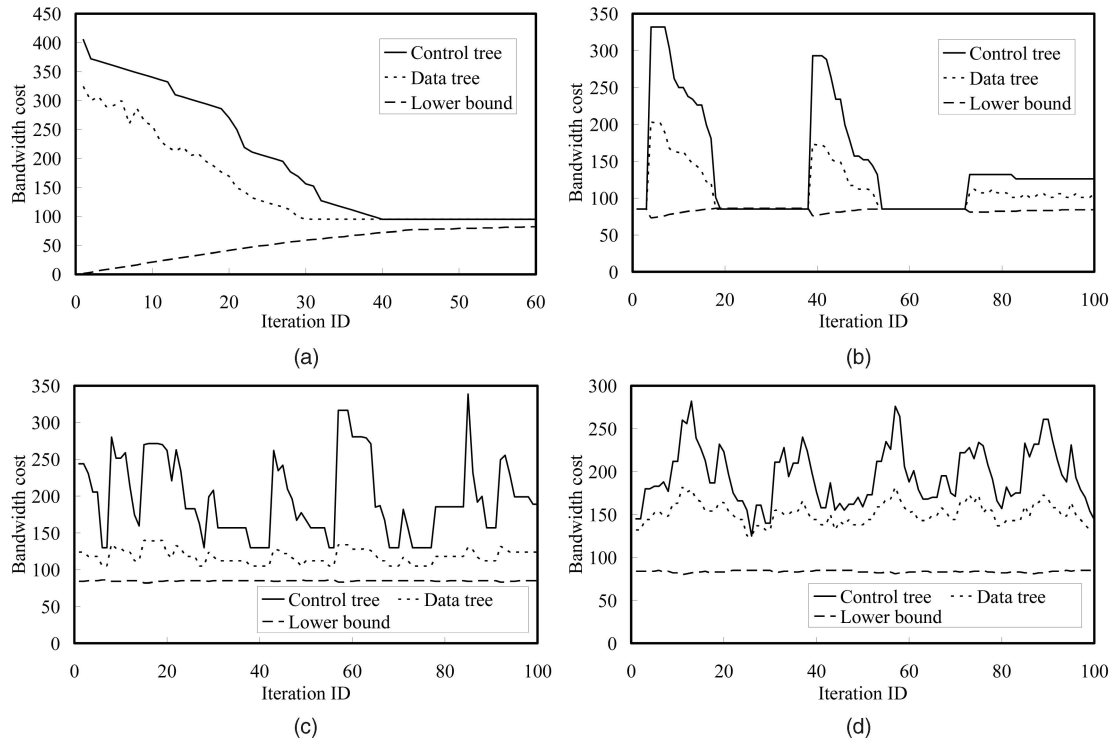 450
400
350
300
250
200
150
100
50
0
Bandwidth cost
Control tree
Data tree
Lower bound
0 10 20 30 40 50 60
Iteration ID
(a)
350
300
250
200
150
100
50
0
Bandwidth cost
Control tree
Data tree
Lower bound
0 20 40 60 80 100
Iteration ID
(b)
350
300
250
200
150
100
50
0
Bandwidth cost
Control tree Data tree
Lower bound
0 20 40 60 80 100
Iteration ID
(c)
300
250
200
150
100
50
0
Bandwidth cost
Control tree Data tree
Lower bound
0 20 40 60 80 100
Iteration ID
(d)